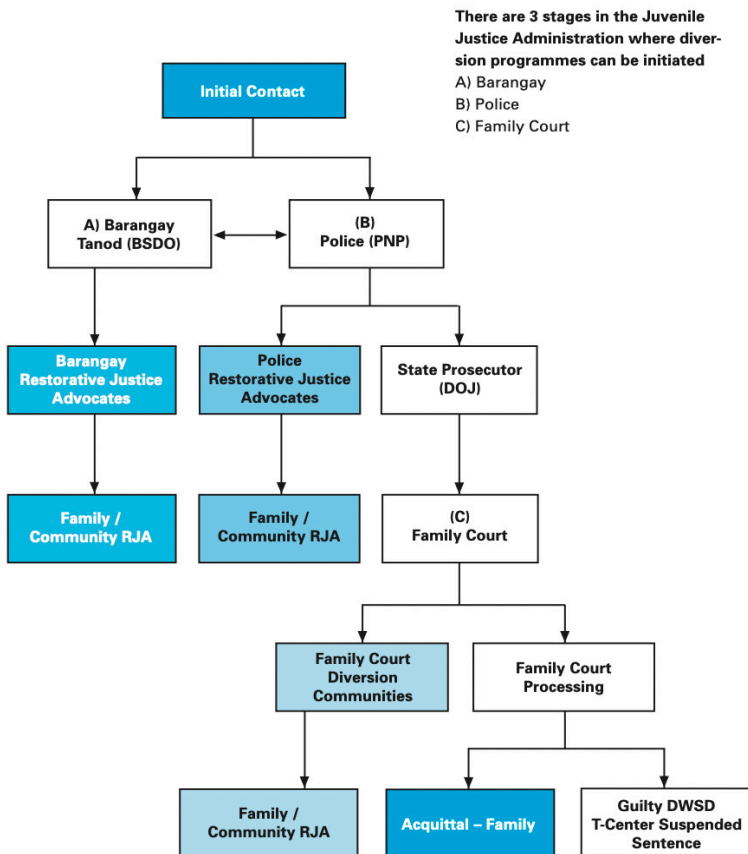 There are 3 stages in the Juvenile
Justice Administration where diver-
sion programmes can be initiated
A) Barangay
B) Police
C) Family Court
Initial Contact
A) Barangay
Tanod (BSDO)
(B)
Police (PNP)
Barangay
Restorative Justice
Advocates
Police
Restorative Justice
Advocates
State Prosecutor
(DOJ)
Family /
Community RJA
Family /
Community RJA
(C)
Family Court
Family Court
Diversion
Communities
Family Court
Processing
Family /
Community RJA
Acquittal – Family
Guilty DWSD
T-Center Suspended
Sentence